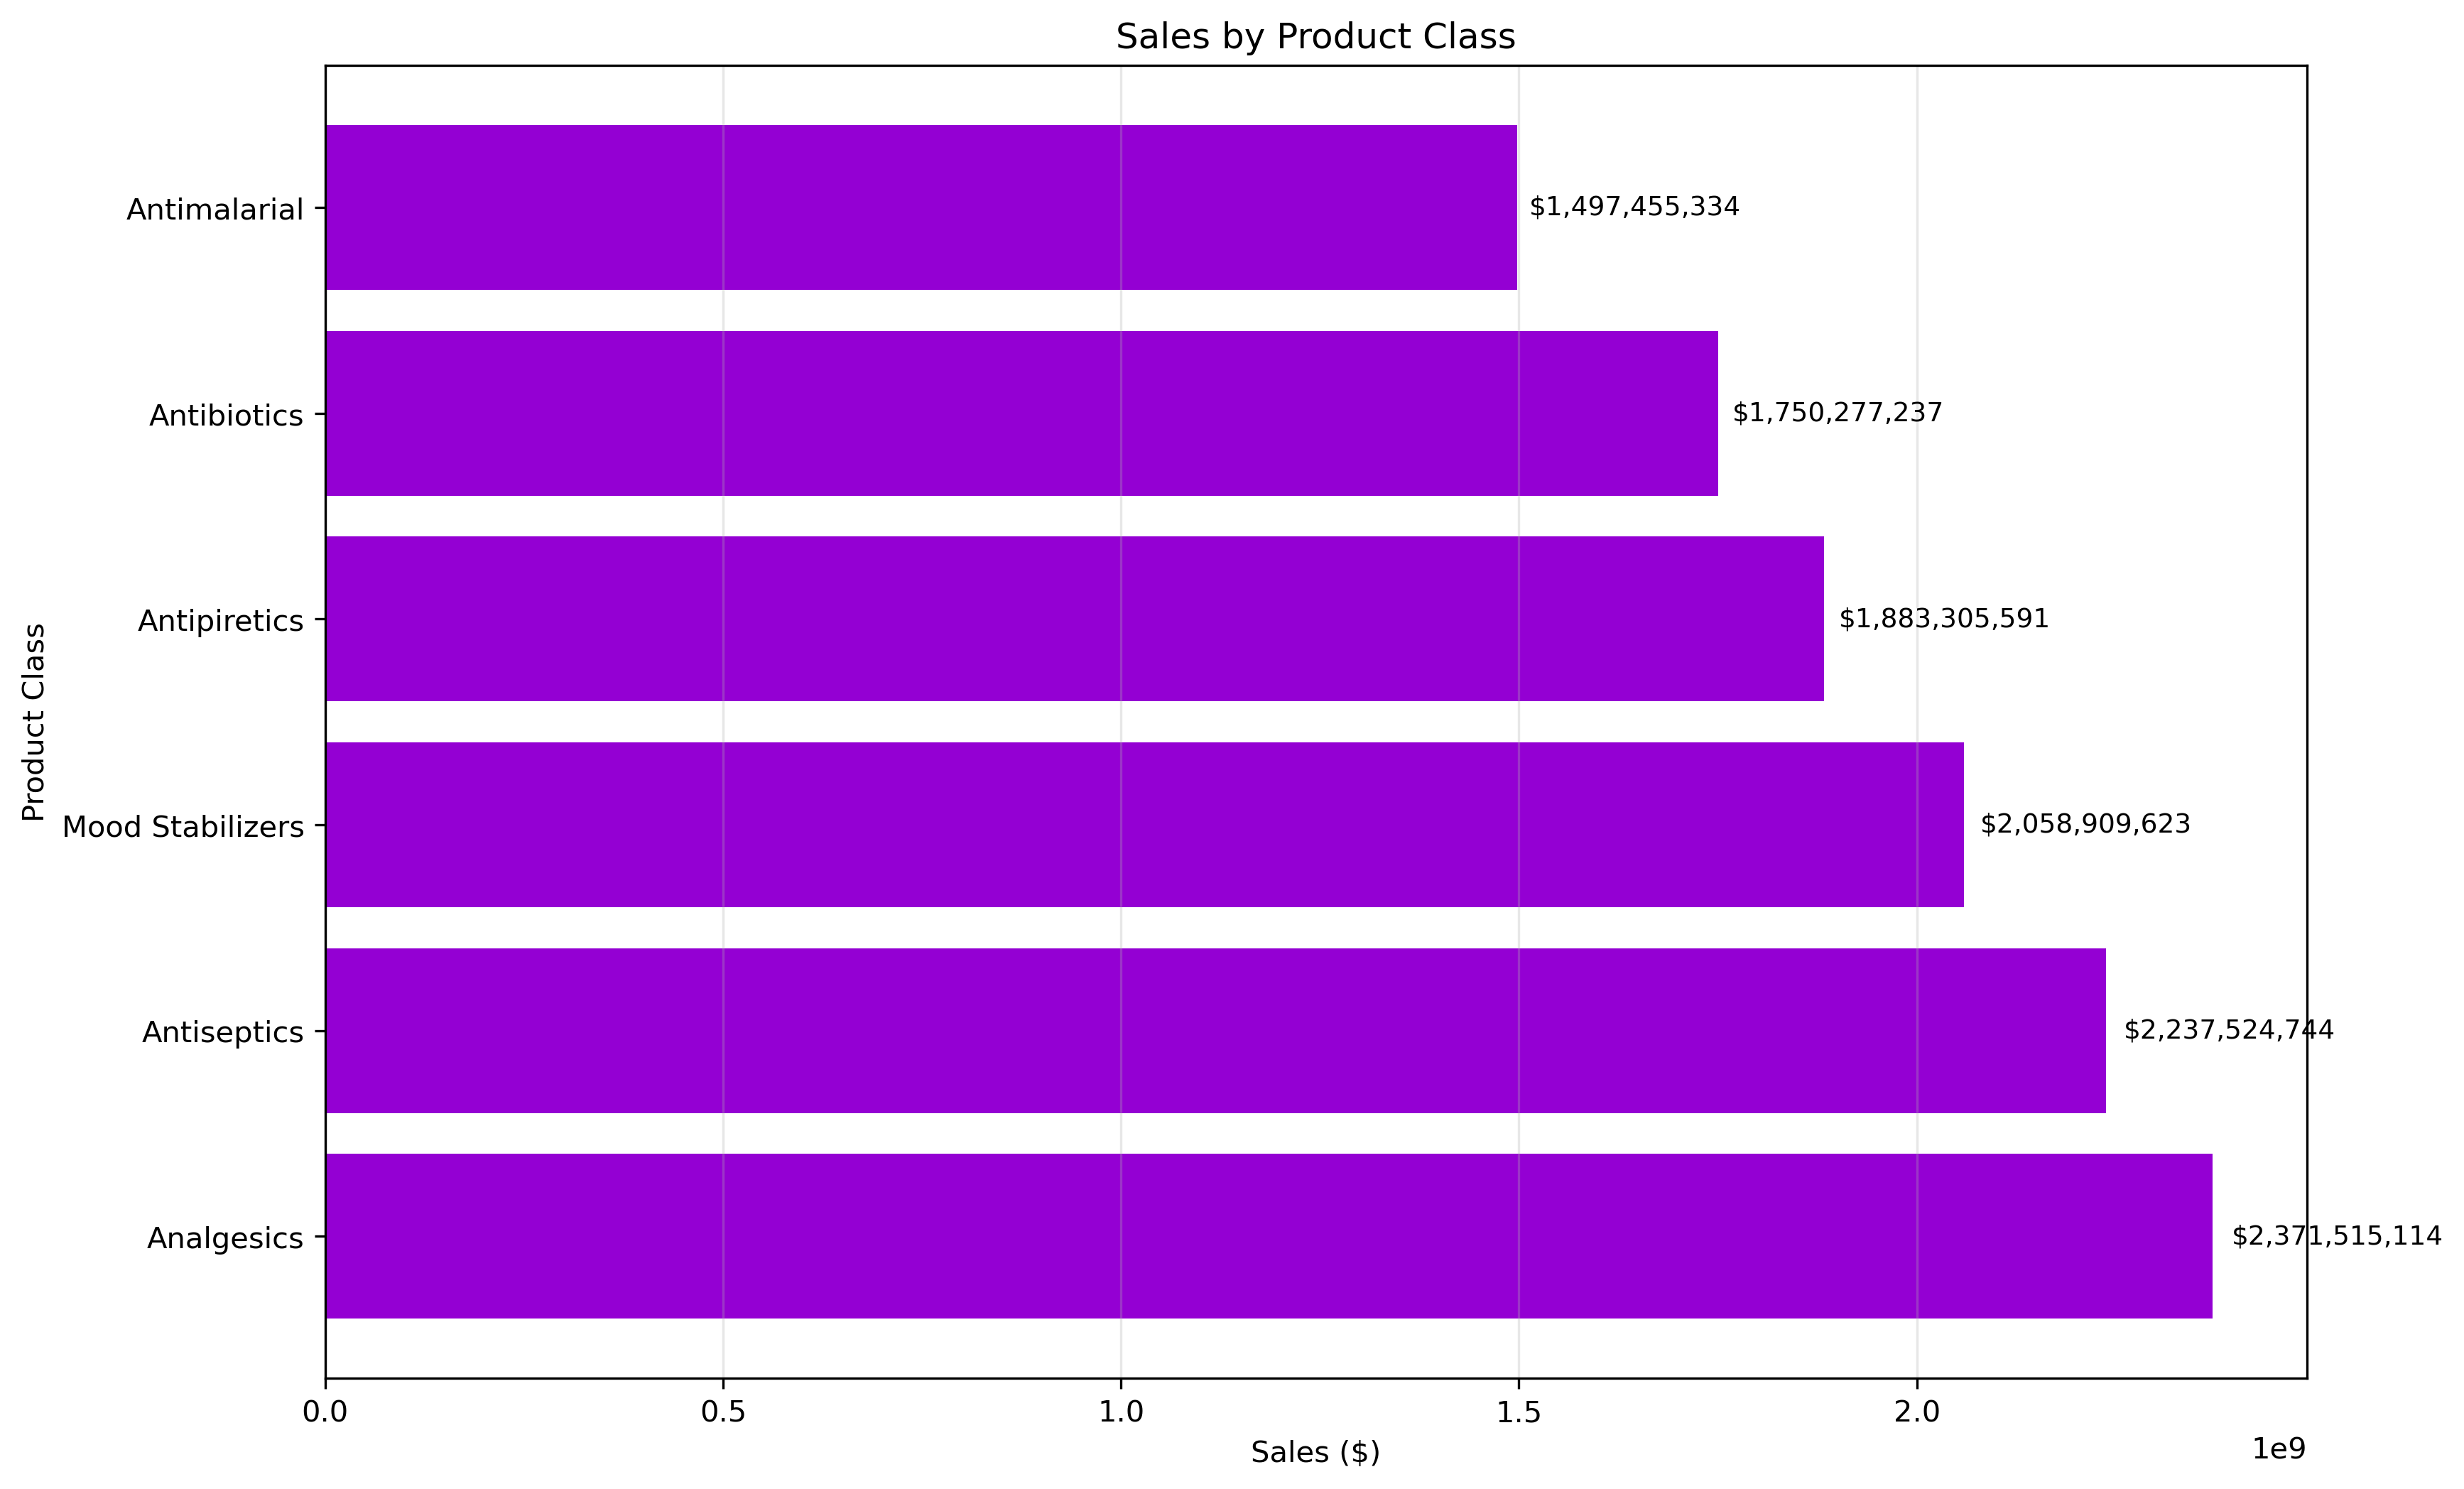 Sales by Product Class
Product Class
Antimalarial
$1,497,455,334
Antibiotics
$1,750,277,237
Antipiretics
$1,883,305,591
Mood Stabilizers
$2,058,909,623
Antiseptics
$2,237,524,744
Analgesics
$2,371,515,114
0.0 0.5 1.0 1.5 2.0
1e9
Sales ($)